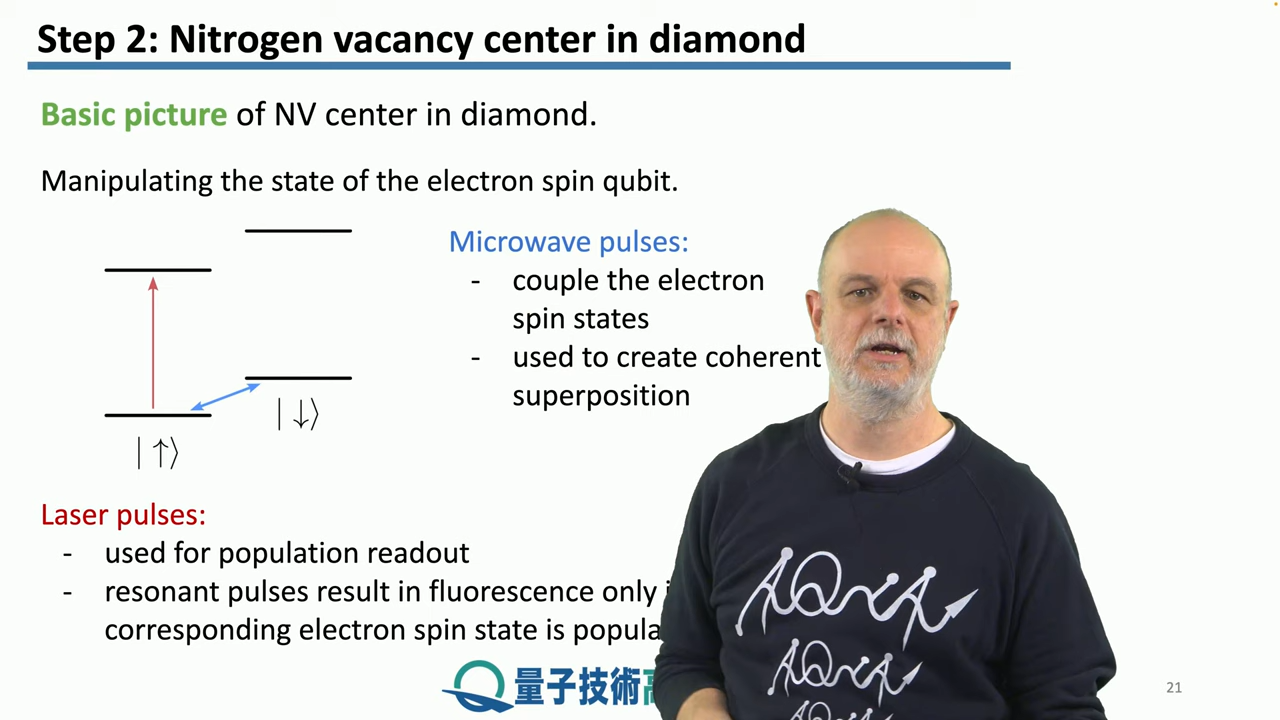 Step 2: Nitrogen vacancy center in diamond
Basic picture of NV center in diamond.
Manipulating the state of the electron spin qubit.
Microwave pulses:
- couple the electron
spin states
- used to create coherent
superposition
|↓⟩
|↑⟩
Laser pulses:
- used for population readout
- resonant pulses result in fluorescence only
corresponding electron spin state is
量子技術
21